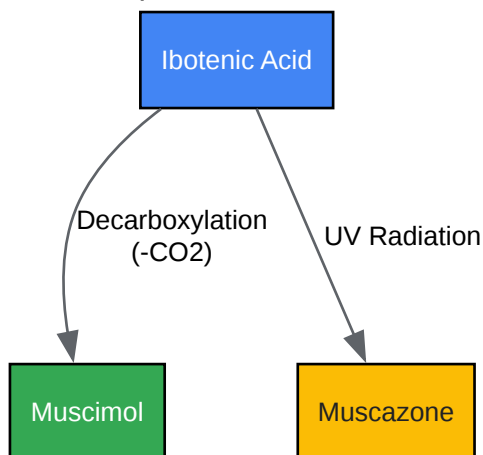 Ibotenic Acid
Decarboxylation
(-CO2)
UV Radiation
Muscimol
Muscazone